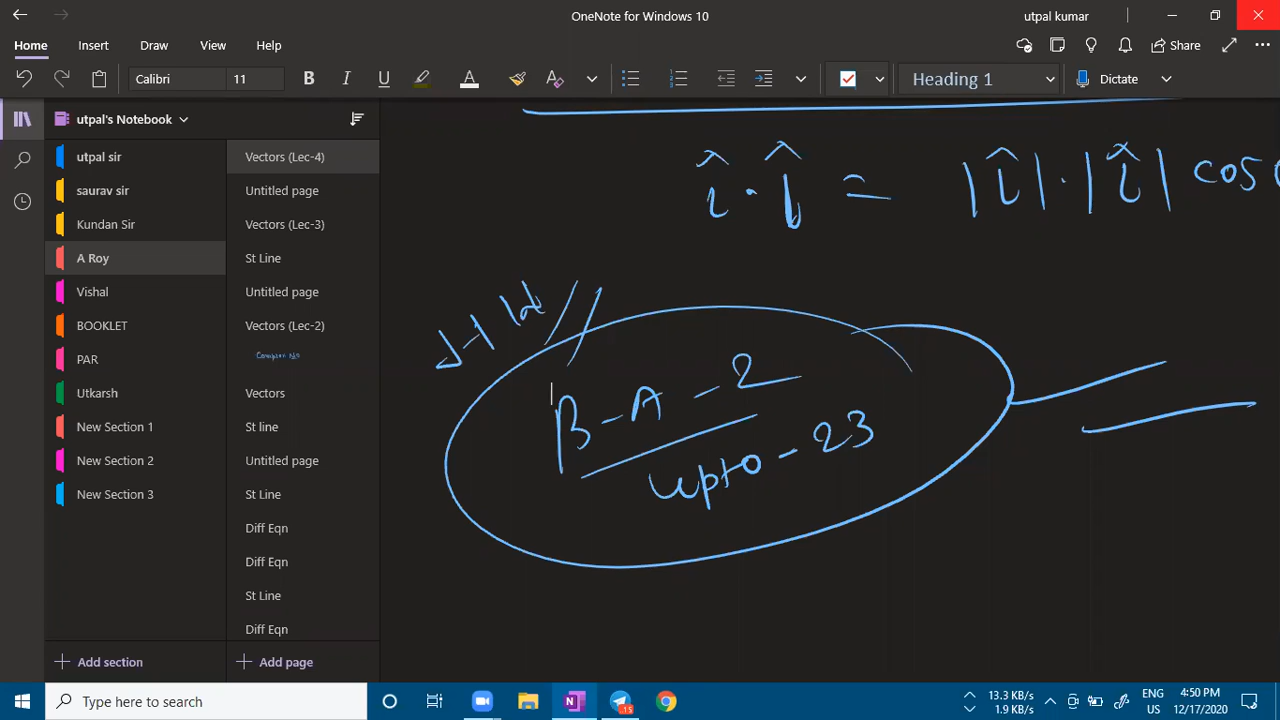 OneNote for Windows 10
utpal kumar
Home Insert Draw View Help
Share
Calibri 11 B I U A A Heading 1 Dictate
utpal's Notebook
utpal sir
saurav sir
Kundan Sir
A Roy
Vishal
BOOKLET
PAR
Utkarsh
New Section 1
New Section 2
New Section 3
Add section
Vectors (Lec-4)
Untitled page
Vectors (Lec-3)
St Line
Untitled page
Vectors (Lec-2)
Vectors
St line
Untitled page
St Line
Diff Eqn
Diff Eqn
St Line
Diff Eqn
Add page
î · î = |î| · |î| cos
B - A - 2
upto - 23
Type here to search
15
13.3 KB/s
1.9 KB/s
ENG
US
4:50 PM
12/17/2020